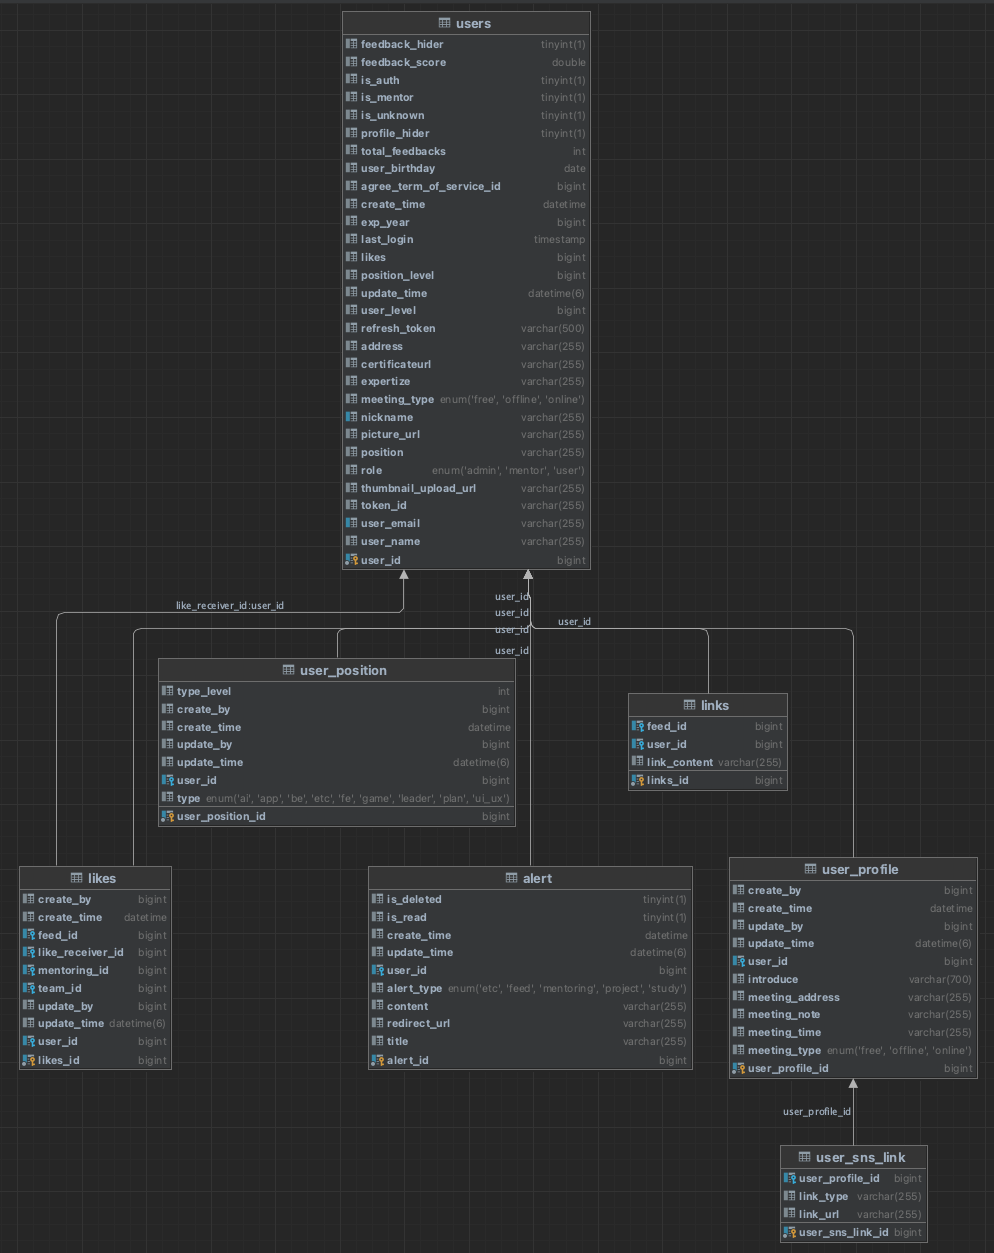 users
feedback_hider tinyint(1)
feedback_score double
is_auth tinyint(1)
is_mentor tinyint(1)
is_unknown tinyint(1)
profile_hider tinyint(1)
total_feedbacks int
user_birthday date
agree_term_of_service_id bigint
create_time datetime
exp_year bigint
last_login timestamp
likes bigint
position_level bigint
update_time datetime(6)
user_level bigint
refresh_token varchar(500)
address varchar(255)
certificateurl varchar(255)
expertize varchar(255)
meeting_type enum('free', 'offline', 'online')
nickname varchar(255)
picture_url varchar(255)
position varchar(255)
role enum('admin', 'mentor', 'user')
thumbnail_upload_url varchar(255)
token_id varchar(255)
user_email varchar(255)
user_name varchar(255)
user_id bigint
like_receiver_id:user_id
user_id
user_id
user_id
user_id
user_id
user_position
type_level int
create_by bigint
create_time datetime
update_by bigint
update_time datetime(6)
user_id bigint
type enum('ai', 'app', 'be', 'etc', 'fe', 'game', 'leader', 'plan', 'ui_ux')
user_position_id bigint
links
feed_id bigint
user_id bigint
link_content varchar(255)
links_id bigint
likes
create_by bigint
create_time datetime
feed_id bigint
like_receiver_id bigint
mentoring_id bigint
team_id bigint
update_by bigint
update_time datetime(6)
user_id bigint
likes_id bigint
alert
is_deleted tinyint(1)
is_read tinyint(1)
create_time datetime
update_time datetime(6)
user_id bigint
alert_type enum('etc', 'feed', 'mentoring', 'project', 'study')
content varchar(255)
redirect_url varchar(255)
title varchar(255)
alert_id bigint
user_profile
create_by bigint
create_time datetime
update_by bigint
update_time datetime(6)
user_id bigint
introduce varchar(700)
meeting_address varchar(255)
meeting_note varchar(255)
meeting_time varchar(255)
meeting_type enum('free', 'offline', 'online')
user_profile_id bigint
user_profile_id
user_sns_link
user_profile_id bigint
link_type varchar(255)
link_url varchar(255)
user_sns_link_id bigint